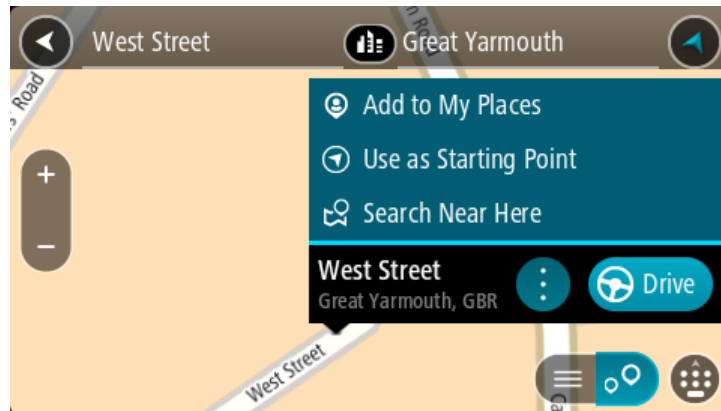 West Street
Great Yarmouth
Road
Road
Add to My Places
Use as Starting Point
Search Near Here
West Street
Great Yarmouth, GBR
Drive
West Street